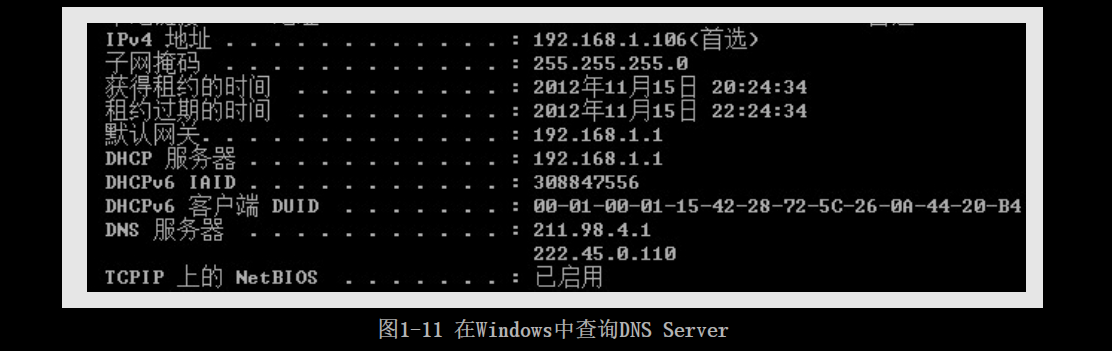 IPv4 地址 . . . . . . . . . . . . : 192.168.1.106(首选)
子网掩码 . . . . . . . . . . . . : 255.255.255.0
获得租约的时间 . . . . . . . . . : 2012年11月15日 20:24:34
租约过期的时间 . . . . . . . . . : 2012年11月15日 22:24:34
默认网关. . . . . . . . . . . . . : 192.168.1.1
DHCP 服务器 . . . . . . . . . . . : 192.168.1.1
DHCPv6 IAID . . . . . . . . . . . : 308847556
DHCPv6 客户端 DUID . . . . . . . : 00-01-00-01-15-42-28-72-5C-26-0A-44-20-B4
DNS 服务器 . . . . . . . . . . . : 211.98.4.1
222.45.0.110
TCPIP 上的 NetBIOS . . . . . . . : 已启用
图1-11 在Windows中查询DNS Server